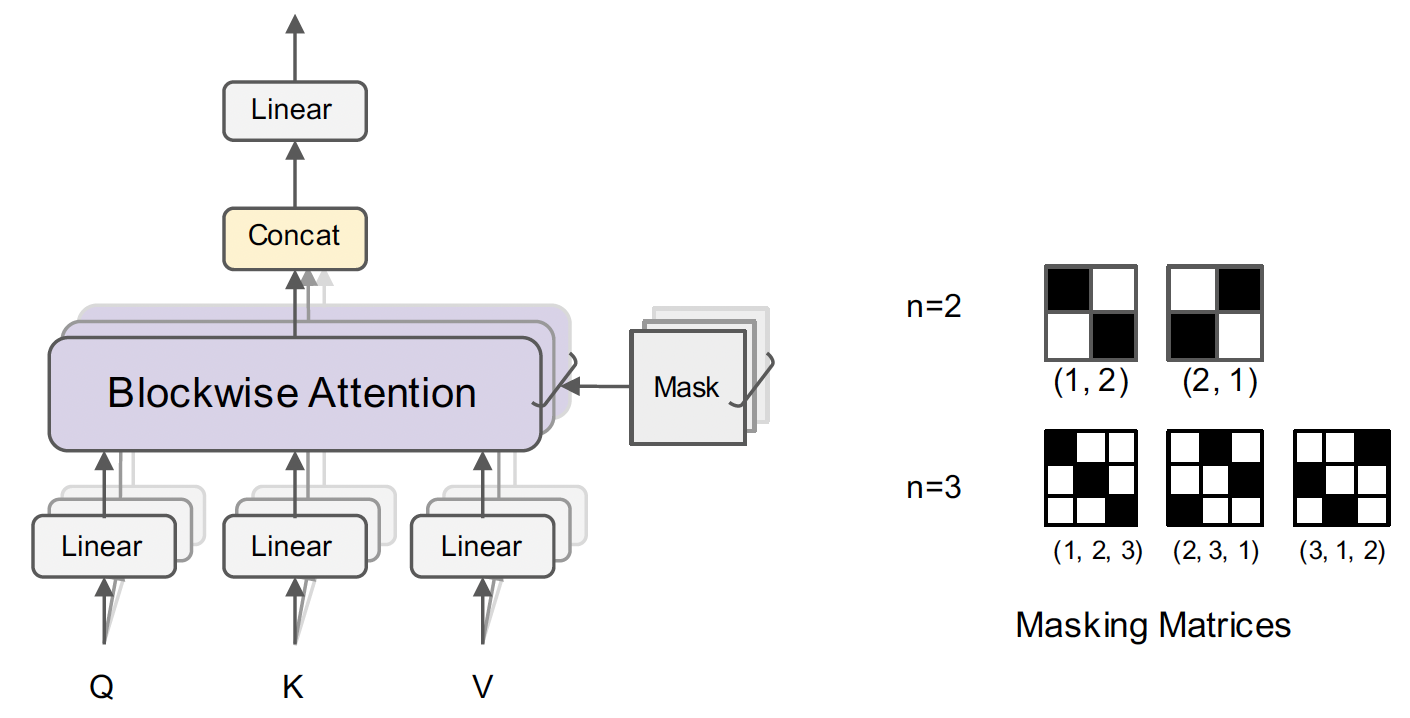 Linear
Concat
Blockwise Attention
Mask
Linear
Linear
Linear
Q
K
V
n=2
(1, 2)
(2, 1)
n=3
(1, 2, 3)
(2, 3, 1)
(3, 1, 2)
Masking Matrices